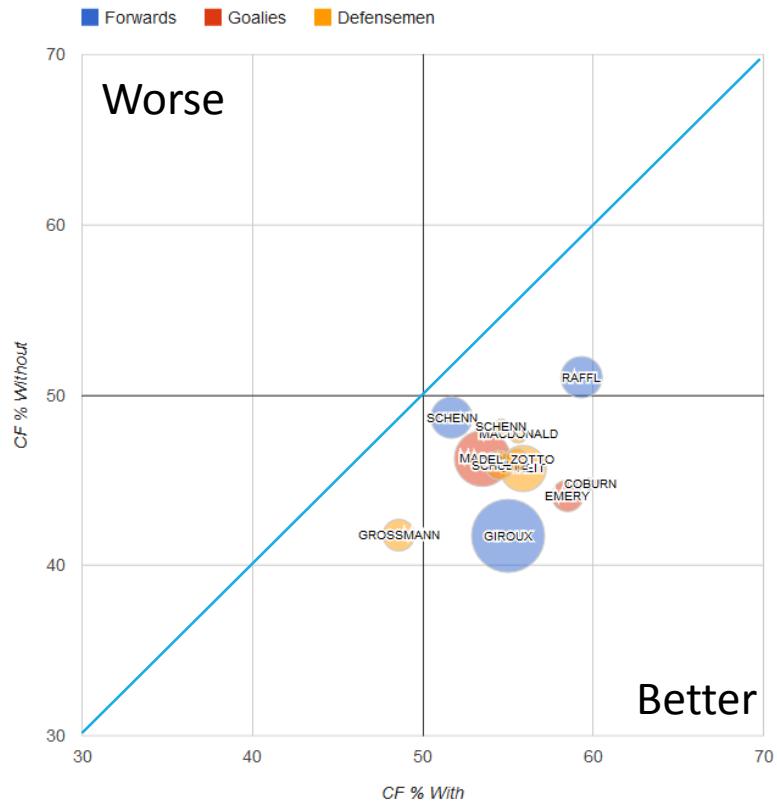 Forwards Goalies Defensemen
70
Worse
60
CF % Without
RAFFL
50
SCHENN
SCHENN
MACDONALD
DEL ZOTTO
COBURN
EMERY
GROSSMANN
GIROUX
40
Better
30
30 40 50 60 70
CF % With